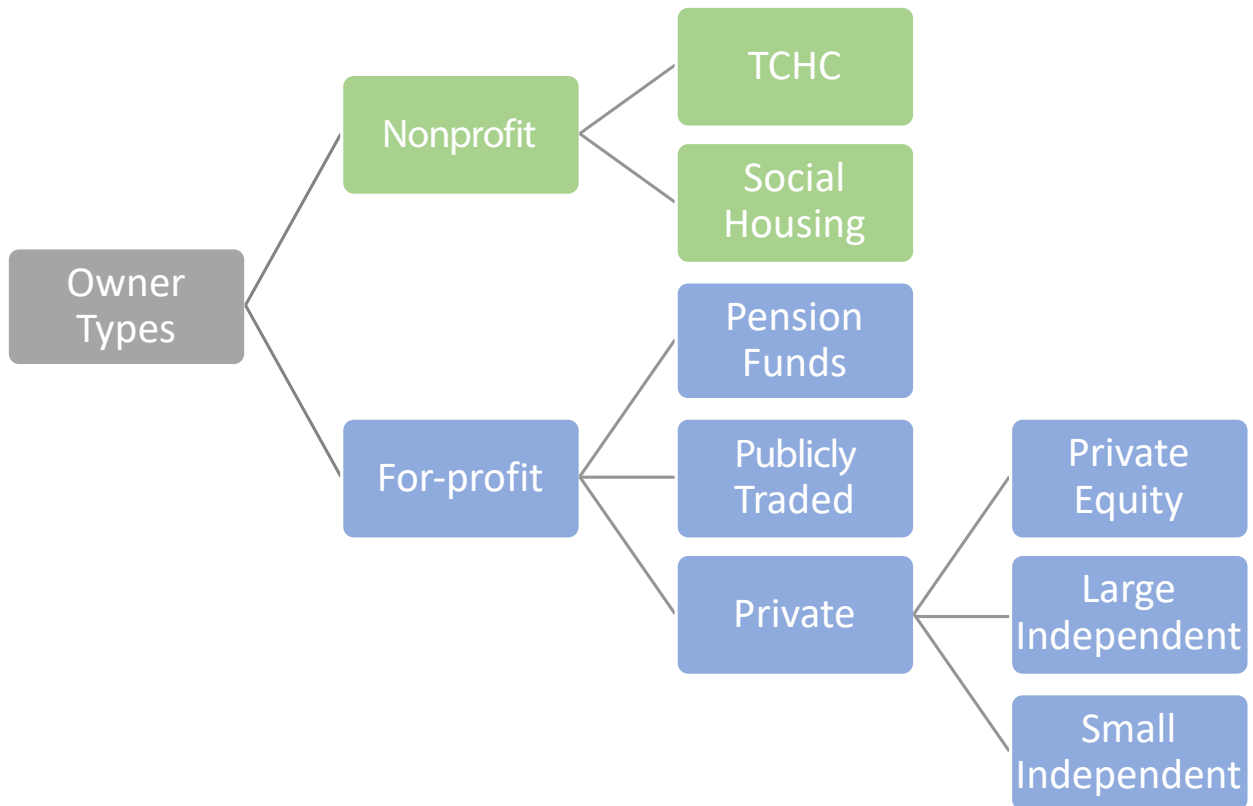 Owner
Types
Nonprofit
TCHC
Social
Housing
For-profit
Pension
Funds
Publicly
Traded
Private
Private
Equity
Large
Independent
Small
Independent